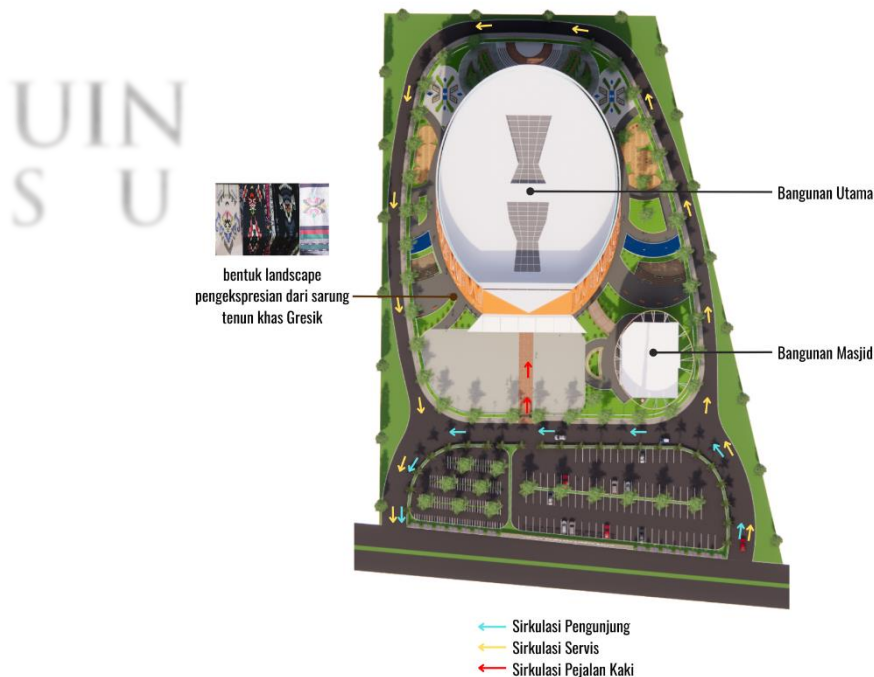 UIN
S U
Bangunan Utama
bentuk landscape
pengekspresian dari sarung
tenun khas Gresik
Bangunan Masjid
Sirkulasi Pengunjung
Sirkulasi Servis
Sirkulasi Pejalan Kaki